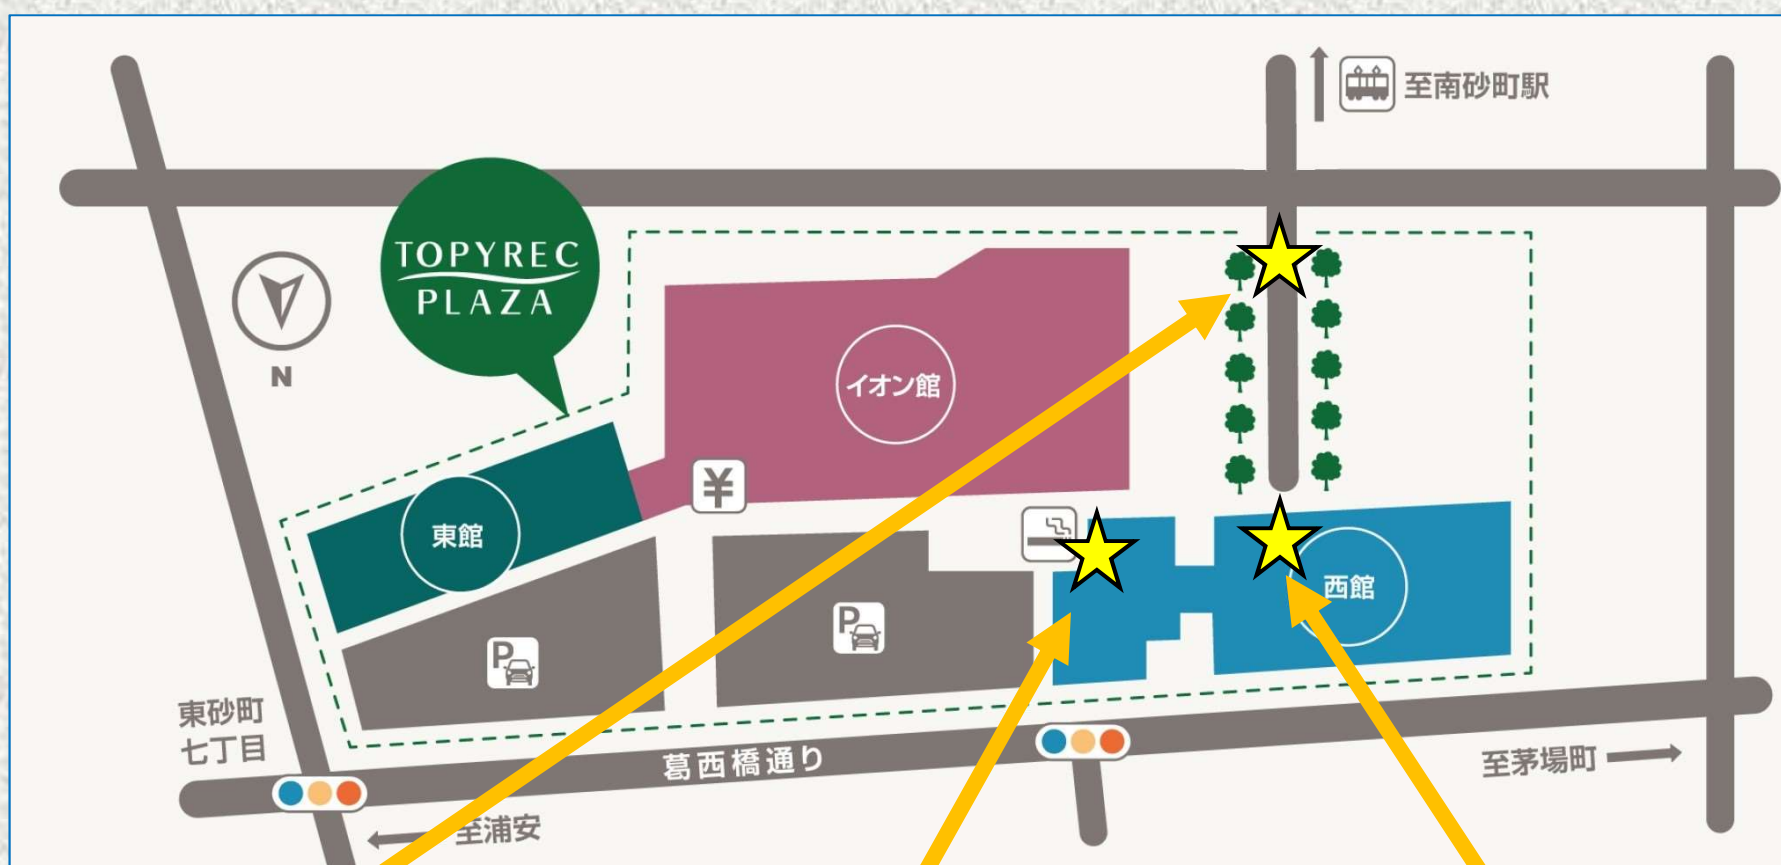 至南砂町駅
TOPYREC
PLAZA
N
イオン館
¥
東館
西館
P
P
東砂町
七丁目
葛西橋通り
至茅場町
至浦安